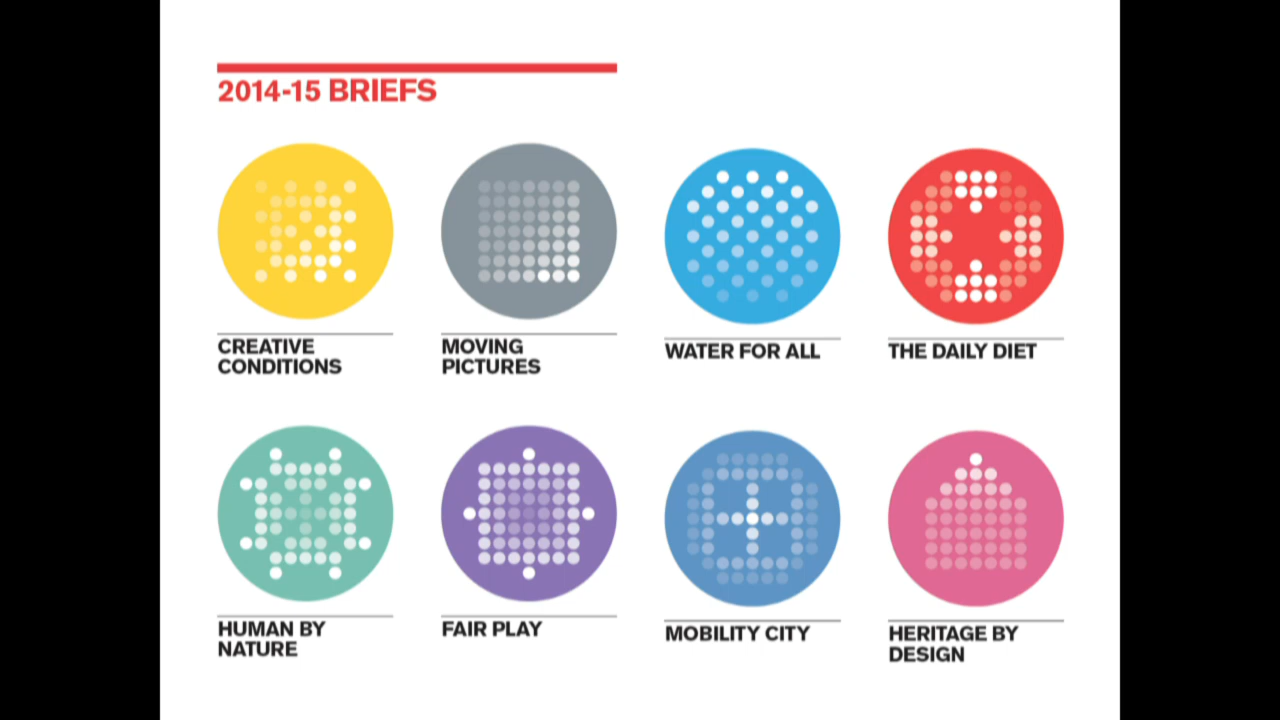 2014-15 BRIEFS
CREATIVE
CONDITIONS
MOVING
PICTURES
WATER FOR ALL
THE DAILY DIET
HUMAN BY
NATURE
FAIR PLAY
MOBILITY CITY
HERITAGE BY
DESIGN